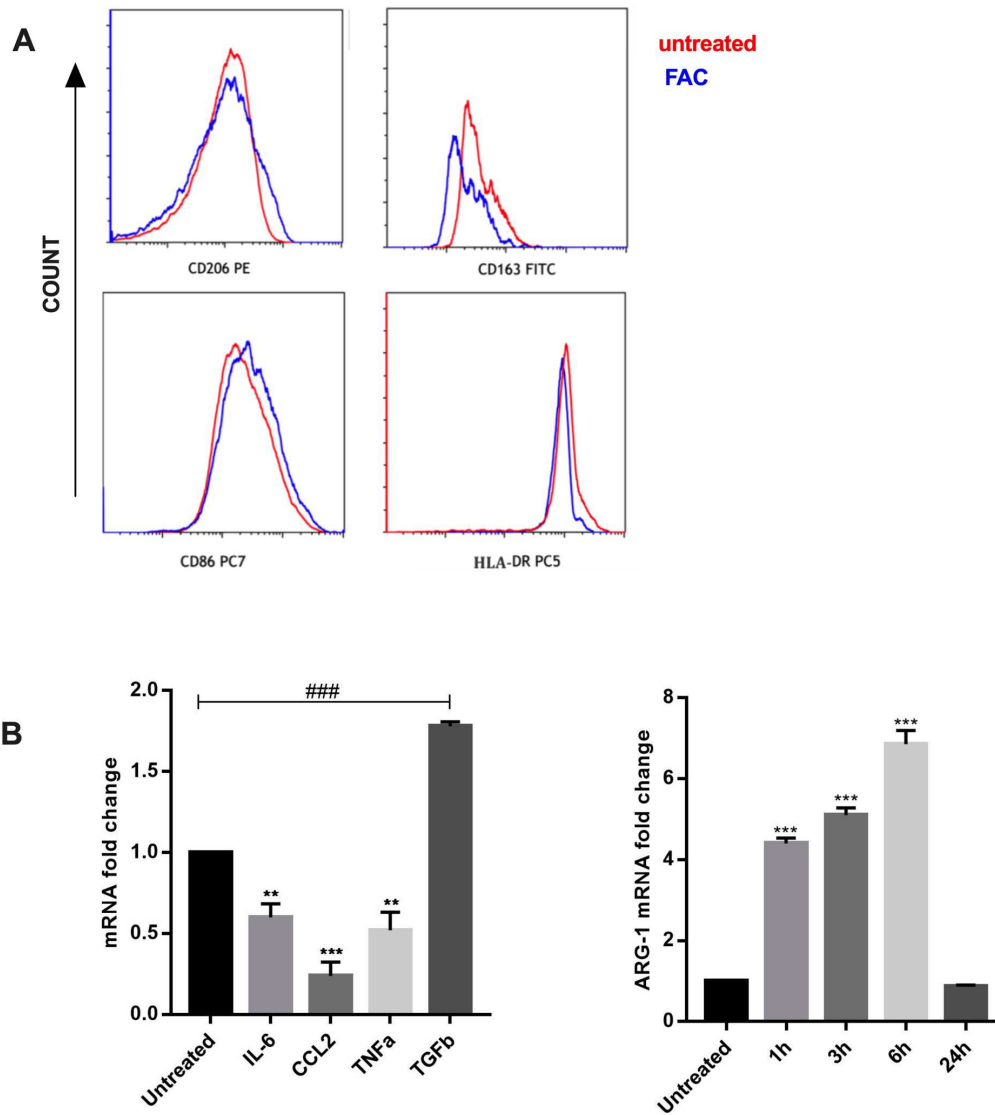 A
untreated
FAC
COUNT
CD206 PE
CD163 FITC
CD86 PC7
HLA-DR PC5
B
###
mRNA fold change
2.0
1.5
1.0
0.5
0.0
**
***
**
Untreated
IL-6
CCL2
TNFa
TGFb
ARG-1 mRNA fold change
8
6
4
2
0
***
***
***
Untreated
1h
3h
6h
24h